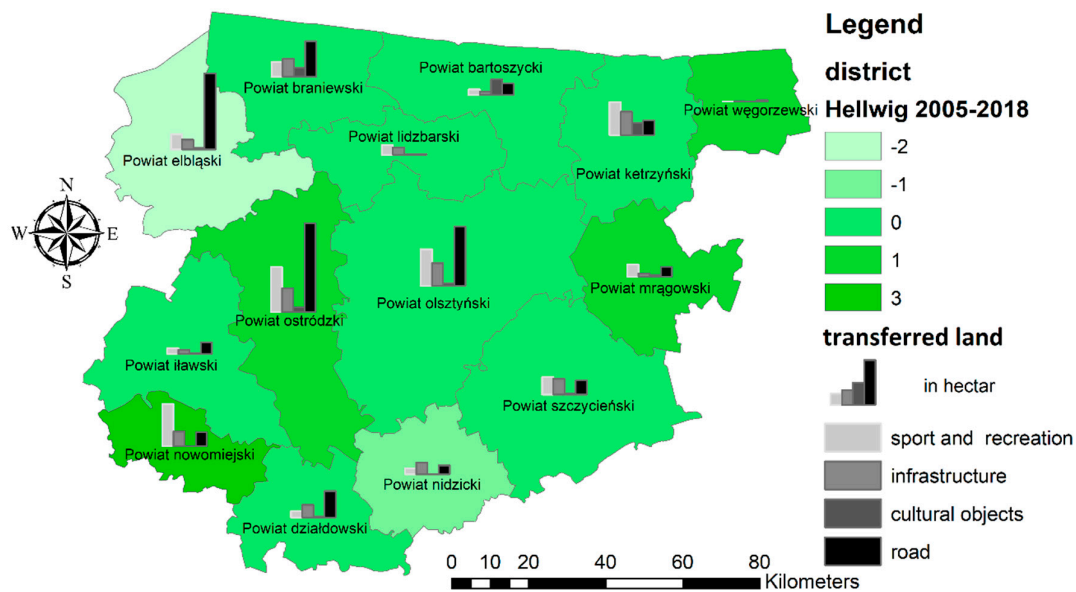 Powiat braniewski
Powiat bartoszycki
Powiat węgorzewski
Powiat lidzbarski
Powiat elbląski
Powiat ketrzyński
N
W E
S
Powiat mrągowski
Powiat olsztyński
Powiat ostródzki
Powiat iławski
Powiat szczycieński
Powiat nowomiejski
Powiat nidzicki
Powiat działdowski
0 10 20 40 60 80
Kilometers
Legend
district
Hellwig 2005-2018
-2
-1
0
1
3
transferred land
in hectar
sport and recreation
infrastructure
cultural objects
road